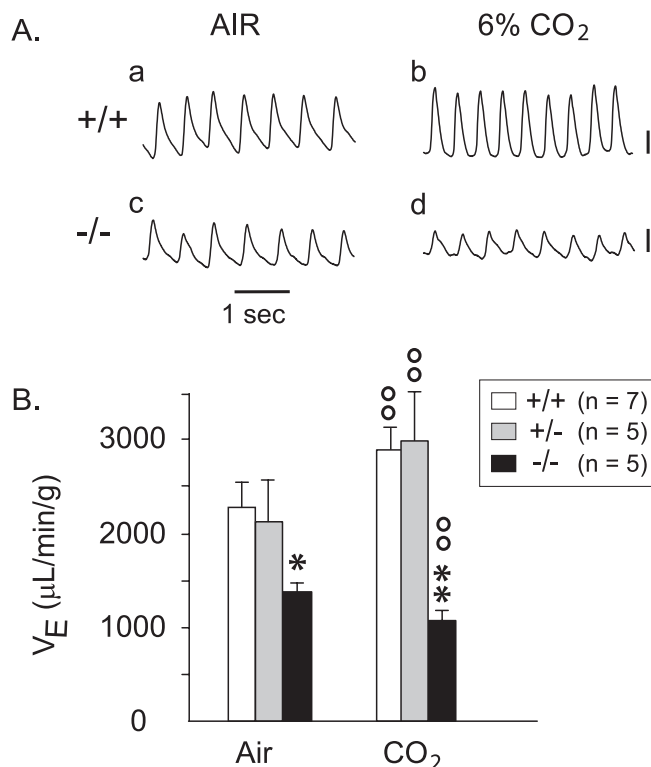 A.
AIR
6% CO2
a
b
+/+
c
d
-/-
1 sec
B.
+/+ (n = 7)
+/- (n = 5)
-/- (n = 5)
VE (μL/min/g)
3000
2000
1000
0
*
**
Air
CO2